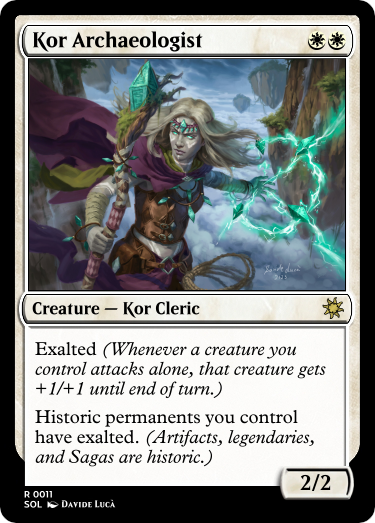 Kor Archaeologist
Davide Lucà
Creature — Kor Cleric
Exalted (Whenever a creature you
control attacks alone, that creature gets
+1/+1 until end of turn.)
Historic permanents you control
have exalted. (Artifacts, legendaries,
and Sagas are historic.)
2/2
R 0011
SOL Davide Lucà